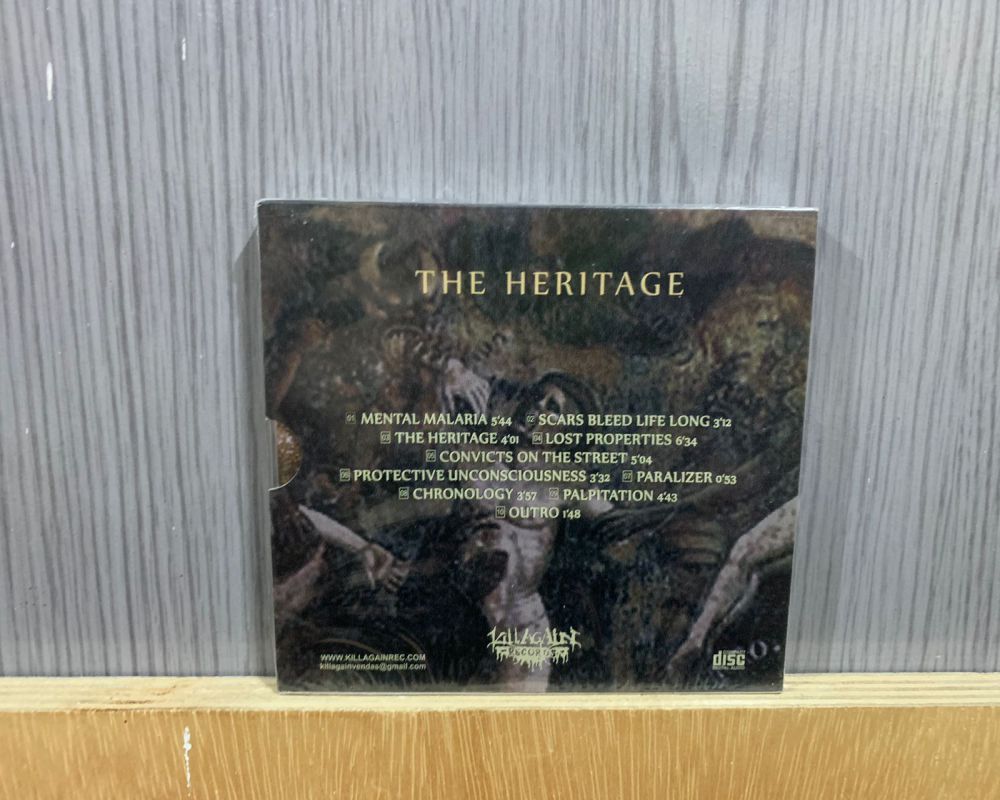 THE HERITAGE
01 MENTAL MALARIA 5'44 02 SCARS BLEED LIFE LONG 3'12
03 THE HERITAGE 4'01 04 LOST PROPERTIES 6'34
05 CONVICTS ON THE STREET 5'04
06 PROTECTIVE UNCONSCIOUSNESS 3'32 07 PARALIZER 0'53
08 CHRONOLOGY 3'57 09 PALPITATION 4'43
10 OUTRO 1'48
KILLAGAIN
RECORDS
WWW.KILLAGAINREC.COM
killagainvendas@gmail.com
COMPACT
disc
DIGITAL AUDIO